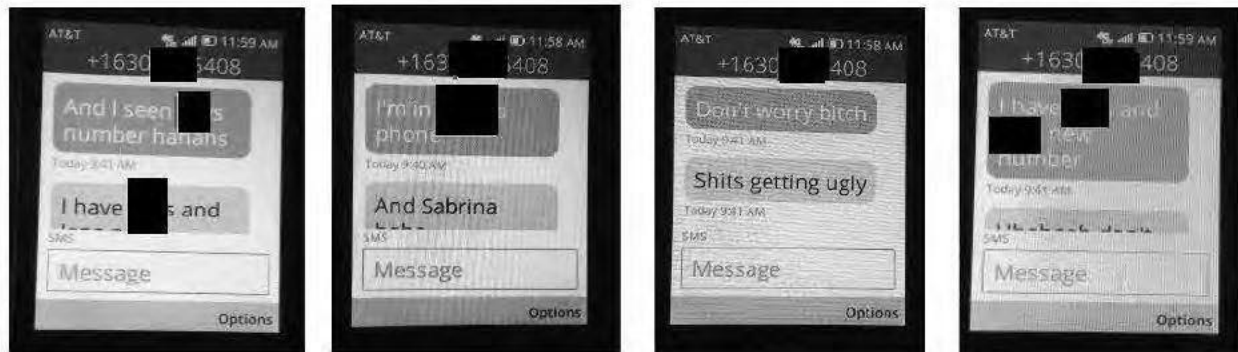 AT&T 11:59 AM
+1630 6408
And I seen s
number hahahs
Today 9:41 AM
I have s and
SMS
Message
Options
AT&T 11:58 AM
+163 6408
I'm in s
phone
Today 9:40 AM
And Sabrina
SMS
Message
Options
AT&T 11:58 AM
+1630 408
Don't worry bitch
Today 9:41 AM
Shits getting ugly
Today 9:41 AM
SMS
Message
Options
AT&T 11:59 AM
+1630 408
I have and
new
number
Today 9:41 AM
SMS
Message
Options